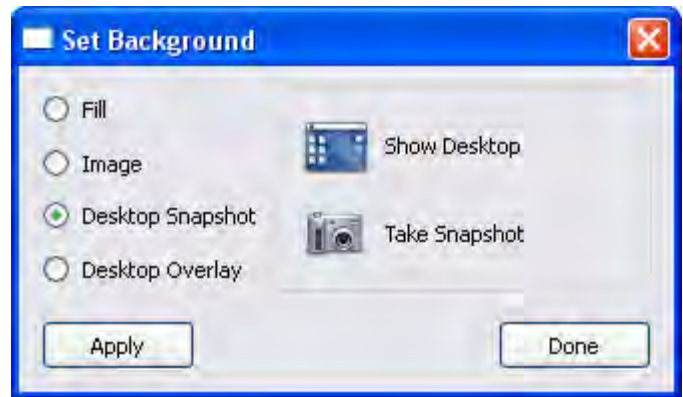 Set Background
Fill
Image
Desktop Snapshot
Desktop Overlay
Show Desktop
Take Snapshot
Apply
Done